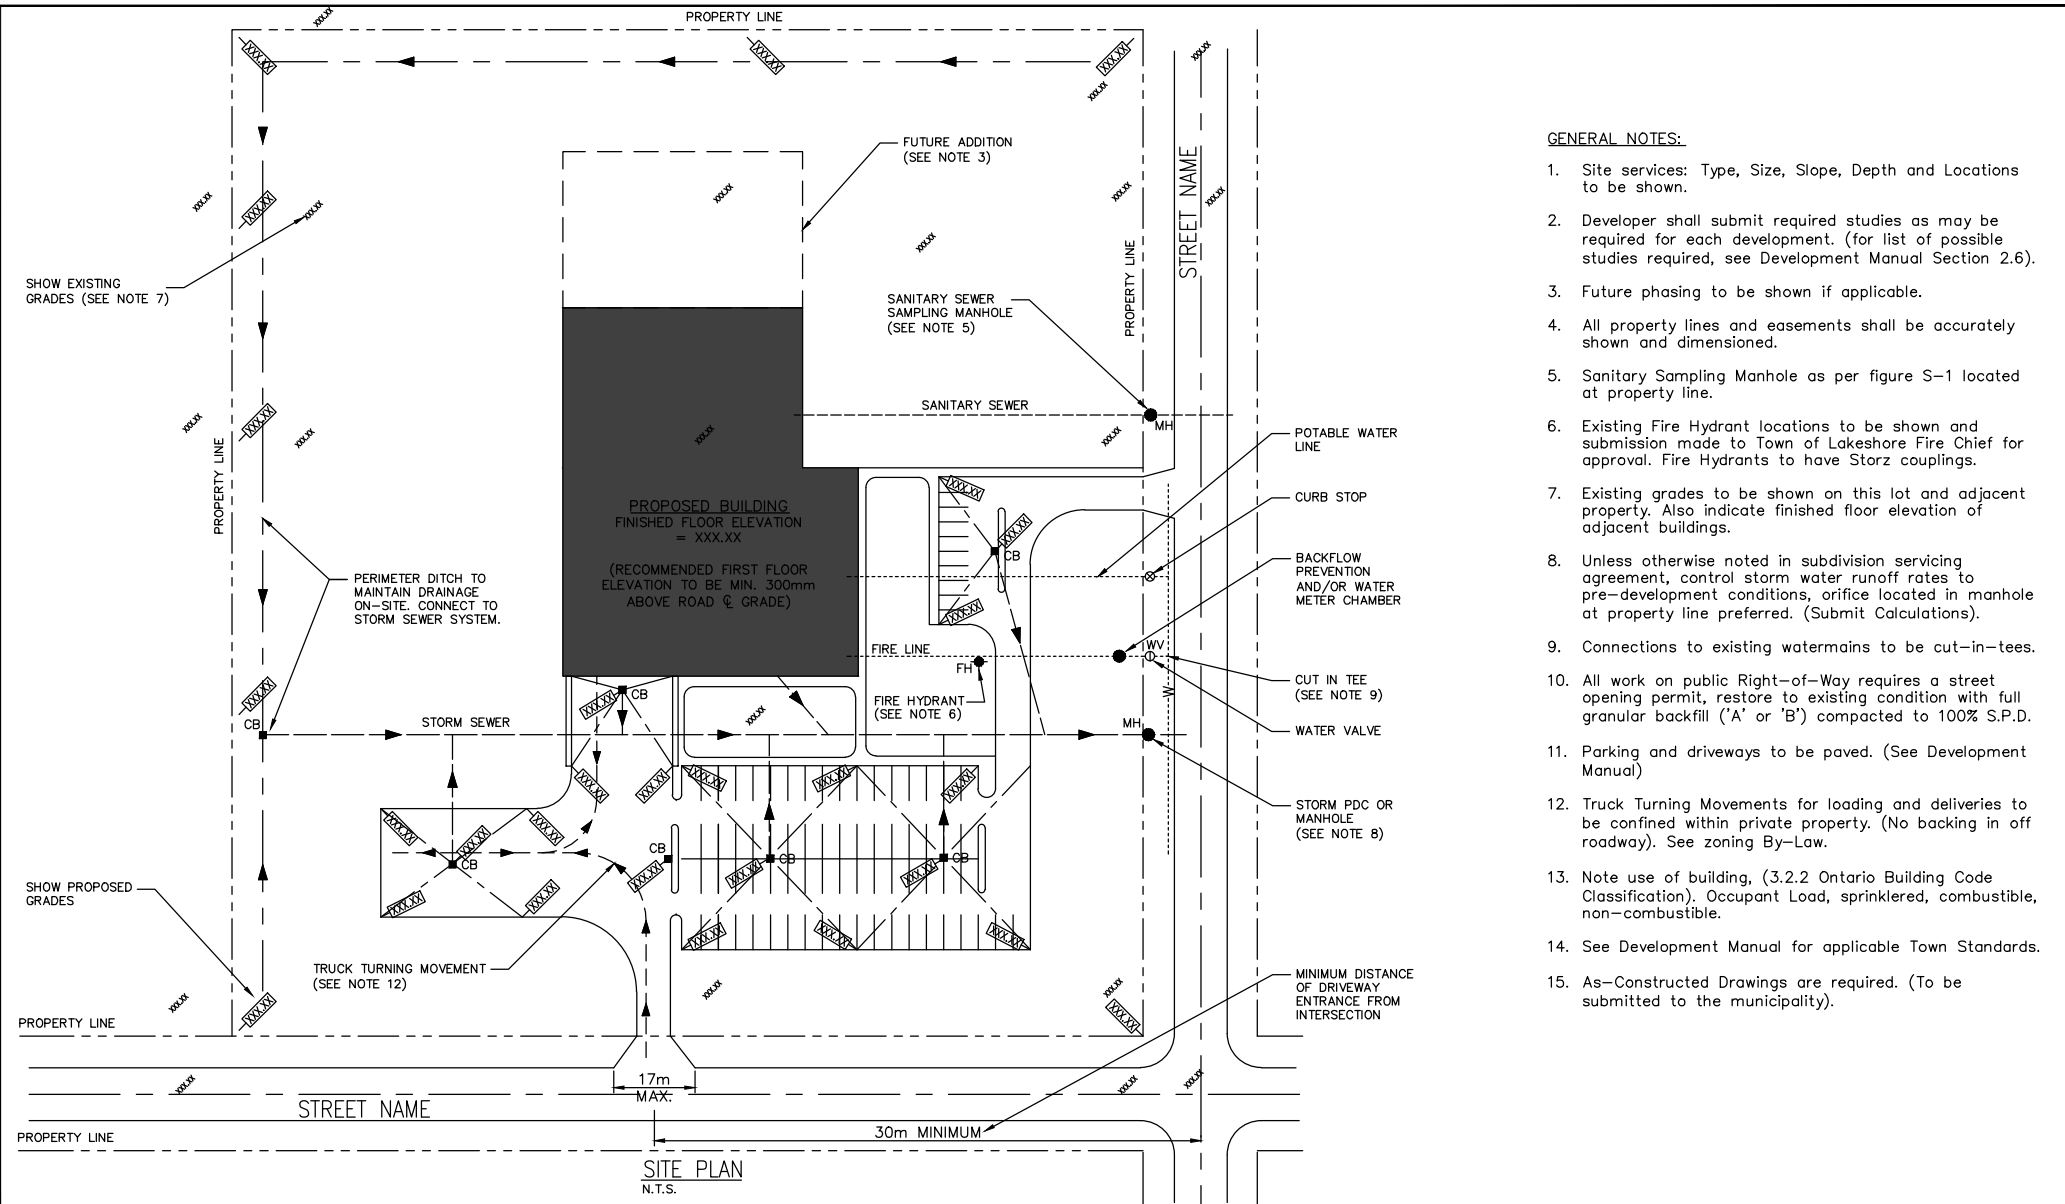 PROPERTY LINE
XXX.XX
FUTURE ADDITION
(SEE NOTE 3)
STREET NAME
PROPERTY LINE
SHOW EXISTING
GRADES (SEE NOTE 7)
SANITARY SEWER
SAMPLING MANHOLE
(SEE NOTE 5)
SANITARY SEWER
MH
PROPERTY LINE
POTABLE WATER
LINE
CURB STOP
PROPOSED BUILDING
FINISHED FLOOR ELEVATION
= XXX.XX
(RECOMMENDED FIRST FLOOR
ELEVATION TO BE MIN. 300mm
ABOVE ROAD ℄ GRADE)
CB
BACKFLOW
PREVENTION
AND/OR WATER
METER CHAMBER
PERIMETER DITCH TO
MAINTAIN DRAINAGE
ON-SITE. CONNECT TO
STORM SEWER SYSTEM.
FIRE LINE
WV
FH
FIRE HYDRANT
(SEE NOTE 6)
W
CUT IN TEE
(SEE NOTE 9)
WATER VALVE
CB
CB
STORM SEWER
MH
STORM PDC OR
MANHOLE
(SEE NOTE 8)
CB
CB
CB
CB
SHOW PROPOSED
GRADES
TRUCK TURNING MOVEMENT
(SEE NOTE 12)
MINIMUM DISTANCE
OF DRIVEWAY
ENTRANCE FROM
INTERSECTION
PROPERTY LINE
17m
MAX.
STREET NAME
PROPERTY LINE
30m MINIMUM
SITE PLAN
N.T.S.
GENERAL NOTES:
1. Site services: Type, Size, Slope, Depth and Locations
to be shown.
2. Developer shall submit required studies as may be
required for each development. (for list of possible
studies required, see Development Manual Section 2.6).
3. Future phasing to be shown if applicable.
4. All property lines and easements shall be accurately
shown and dimensioned.
5. Sanitary Sampling Manhole as per figure S-1 located
at property line.
6. Existing Fire Hydrant locations to be shown and
submission made to Town of Lakeshore Fire Chief for
approval. Fire Hydrants to have Storz couplings.
7. Existing grades to be shown on this lot and adjacent
property. Also indicate finished floor elevation of
adjacent buildings.
8. Unless otherwise noted in subdivision servicing
agreement, control storm water runoff rates to
pre-development conditions, orifice located in manhole
at property line preferred. (Submit Calculations).
9. Connections to existing watermains to be cut-in-tees.
10. All work on public Right-of-Way requires a street
opening permit, restore to existing condition with full
granular backfill ('A' or 'B') compacted to 100% S.P.D.
11. Parking and driveways to be paved. (See Development
Manual)
12. Truck Turning Movements for loading and deliveries to
be confined within private property. (No backing in off
roadway). See zoning By-Law.
13. Note use of building, (3.2.2 Ontario Building Code
Classification). Occupant Load, sprinklered, combustible,
non-combustible.
14. See Development Manual for applicable Town Standards.
15. As-Constructed Drawings are required. (To be
submitted to the municipality).